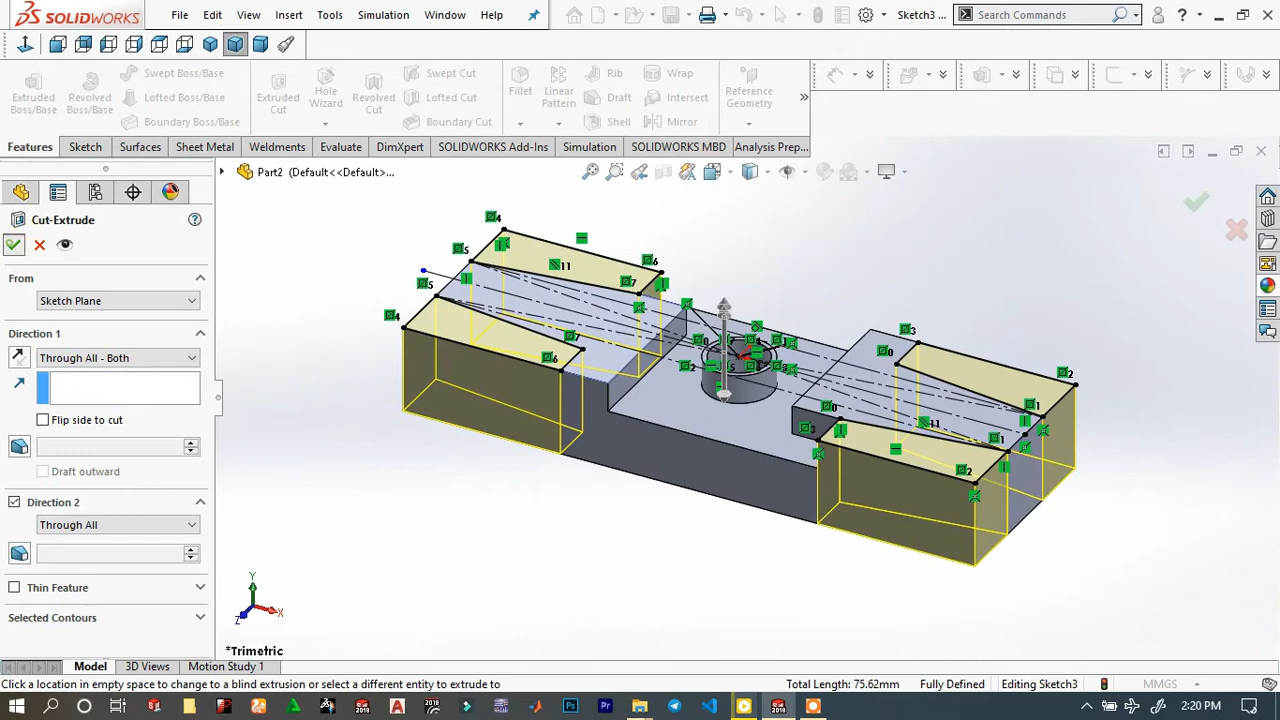 SOLIDWORKS File Edit View Insert Tools Simulation Window Help Sketch3 ... Search Commands ?
Extruded Boss/Base Revolved Boss/Base Swept Boss/Base Lofted Boss/Base Boundary Boss/Base Extruded Cut Hole Wizard Revolved Cut Swept Cut Lofted Cut Boundary Cut Fillet Linear Pattern Rib Draft Shell Wrap Intersect Mirror Reference Geometry »
Features Sketch Surfaces Sheet Metal Weldments Evaluate DimXpert SOLIDWORKS Add-Ins Simulation SOLIDWORKS MBD Analysis Prep...
Part2 (Default<<Default>...
Cut-Extrude
From
Sketch Plane
Direction 1
Through All - Both
Flip side to cut
Draft outward
Direction 2
Through All
Thin Feature
Selected Contours
Y
X
Z
*Trimetric
Model 3D Views Motion Study 1
Click a location in empty space to change to a blind extrusion or select a different entity to extrude to Total Length: 75.62mm Fully Defined Editing Sketch3 MMGS
2:20 PM